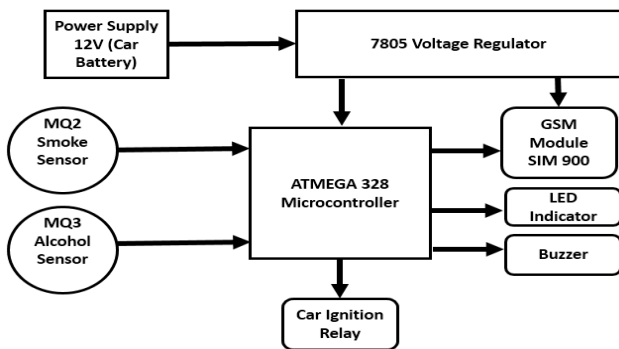 Power Supply
12V (Car
Battery)
7805 Voltage Regulator
MQ2
Smoke
Sensor
GSM
Module
SIM 900
ATMEGA 328
Microcontroller
LED
Indicator
MQ3
Alcohol
Sensor
Buzzer
Car Ignition
Relay